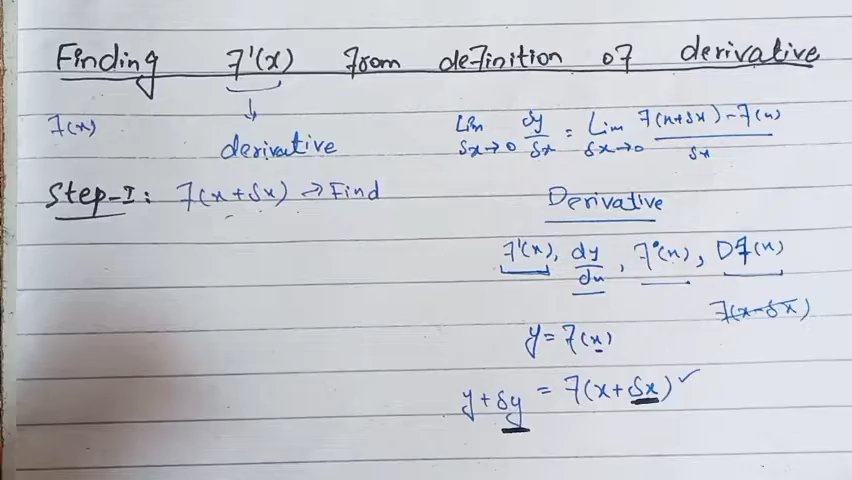 Finding f'(x) from definition of derivative
f(x)
derivative
Lim δx→0 δy/δx = Lim δx→0 f(x+δx)-f(x)/δx
Step-I: f(x+δx) → Find
Derivative
f'(x), dy/dx, f°(x), Df(x)
f(x-δx)
y = f(x)
y+δy = f(x+δx) ✓